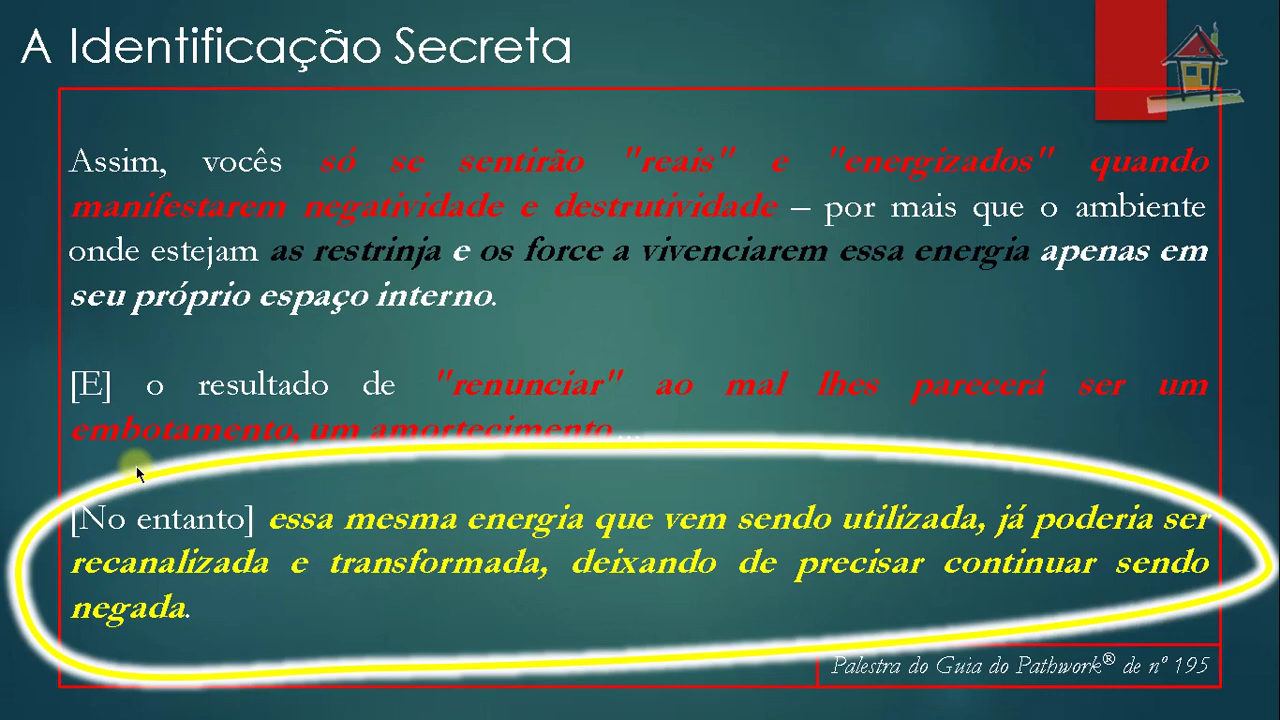 A Identificação Secreta
Assim, vocês só se sentirão "reais" e "energizados" quando
manifestarem negatividade e destrutividade – por mais que o ambiente
onde estejam as restrinja e os force a vivenciarem essa energia apenas em
seu próprio espaço interno.
[E] o resultado de "renunciar" ao mal lhes parecerá ser um
embotamento, um amortecimento...
[No entanto] essa mesma energia que vem sendo utilizada, já poderia ser
recanalizada e transformada, deixando de precisar continuar sendo
negada.
Palestra do Guia do Pathwork® de nº 195